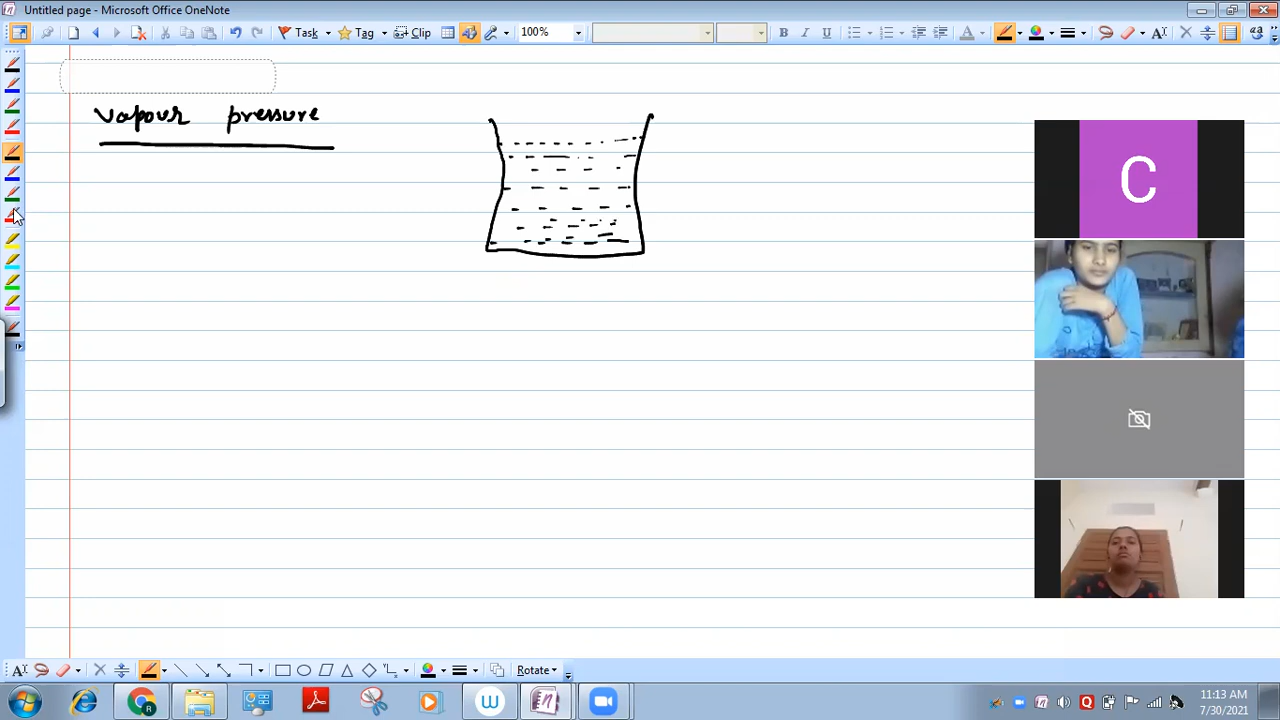 Untitled page - Microsoft Office OneNote
Task Tag Clip 100% B I U
vapour pressure
C
Rotate
11:13 AM
7/30/2021